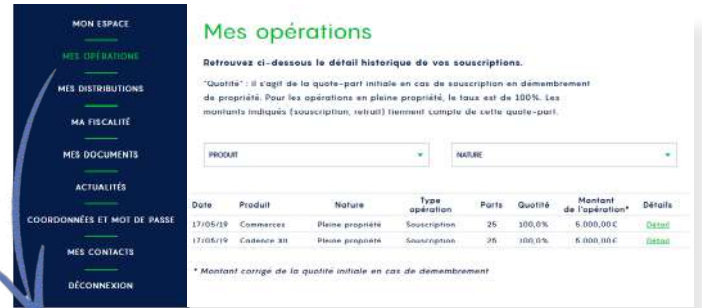 MON ESPACE
MES OPÉRATIONS
MES DISTRIBUTIONS
MA FISCALITÉ
MES DOCUMENTS
ACTUALITÉS
COORDONNÉES ET MOT DE PASSE
MES CONTACTS
DÉCONNEXION
Mes opérations
Retrouvez ci-dessous le détail historique de vos souscriptions.
"Quotité" : il s'agit de la quote-part initiale en cas de souscription en démembrement
de propriété. Pour les opérations en pleine propriété, le taux est de 100%. Les
montants indiqués (souscription, retrait) tiennent compte de cette quote-part.
PRODUIT NATURE
Date Produit Nature Type opération Parts Quotité Montant de l'opération* Détails
17/05/19 Commerces Pleine propriété Souscription 25 100,0% 5.000,00 € Détail
17/05/19 Cadence XII Pleine propriété Souscription 25 100,0% 5.000,00 € Détail
* Montant corrigé de la quotité initiale en cas de démembrement